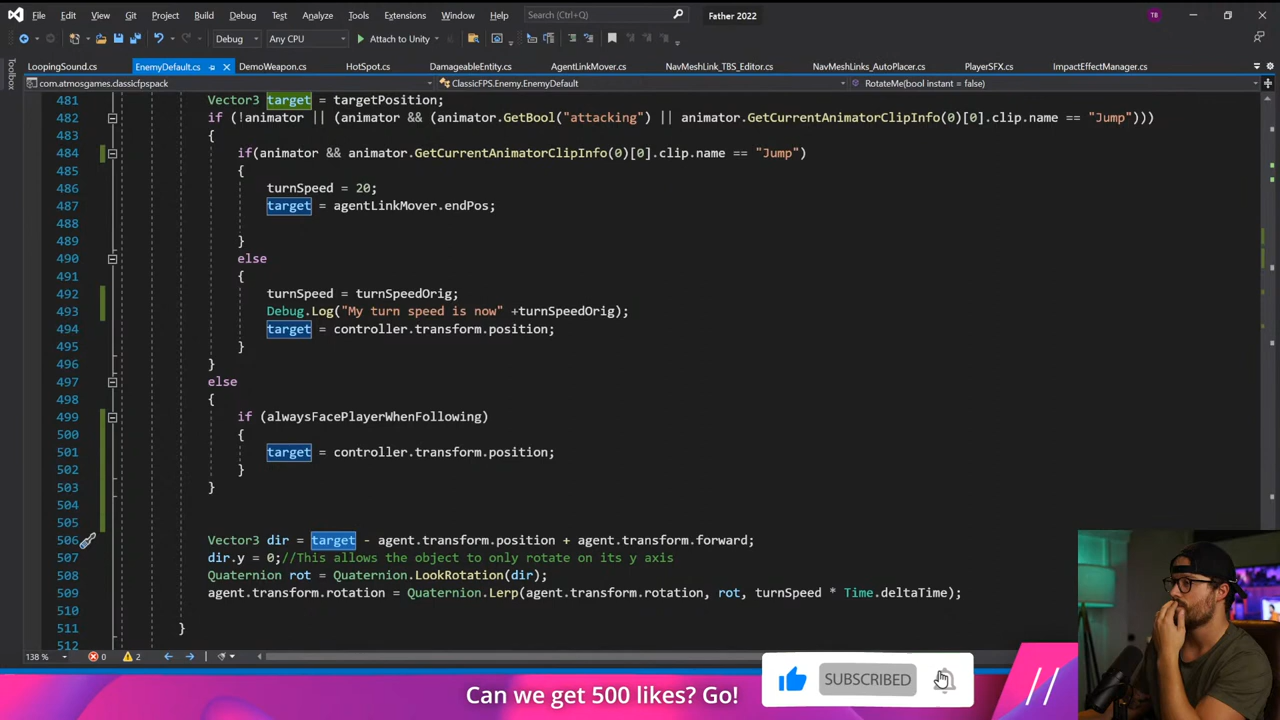 File Edit View Git Project Build Debug Test Analyze Tools Extensions Window Help Search (Ctrl+Q) Father 2022 TB
Debug Any CPU Attach to Unity
Toolbox
LoopingSound.cs EnemyDefault.cs DemoWeapon.cs HotSpot.cs DamageableEntity.cs AgentLinkMover.cs NavMeshLink_TBS_Editor.cs NavMeshLinks_AutoPlacer.cs PlayerSFX.cs ImpactEffectManager.cs
com.atmosgames.classicfpspack ClassicFPS.Enemy.EnemyDefault RotateMe(bool instant = false)
481 Vector3 target = targetPosition;
482 if (!animator || (animator && (animator.GetBool("attacking") || animator.GetCurrentAnimatorClipInfo(0)[0].clip.name == "Jump")))
483 {
484 if(animator && animator.GetCurrentAnimatorClipInfo(0)[0].clip.name == "Jump")
485 {
486 turnSpeed = 20;
487 target = agentLinkMover.endPos;
488
489 }
490 else
491 {
492 turnSpeed = turnSpeedOrig;
493 Debug.Log("My turn speed is now" +turnSpeedOrig);
494 target = controller.transform.position;
495 }
496 }
497 else
498 {
499 if (alwaysFacePlayerWhenFollowing)
500 {
501 target = controller.transform.position;
502 }
503 }
504
505
506 Vector3 dir = target - agent.transform.position + agent.transform.forward;
507 dir.y = 0;//This allows the object to only rotate on its y axis
508 Quaternion rot = Quaternion.LookRotation(dir);
509 agent.transform.rotation = Quaternion.Lerp(agent.transform.rotation, rot, turnSpeed * Time.deltaTime);
510
511 }
512
138 % 0 2
Can we get 500 likes? Go! SUBSCRIBED //